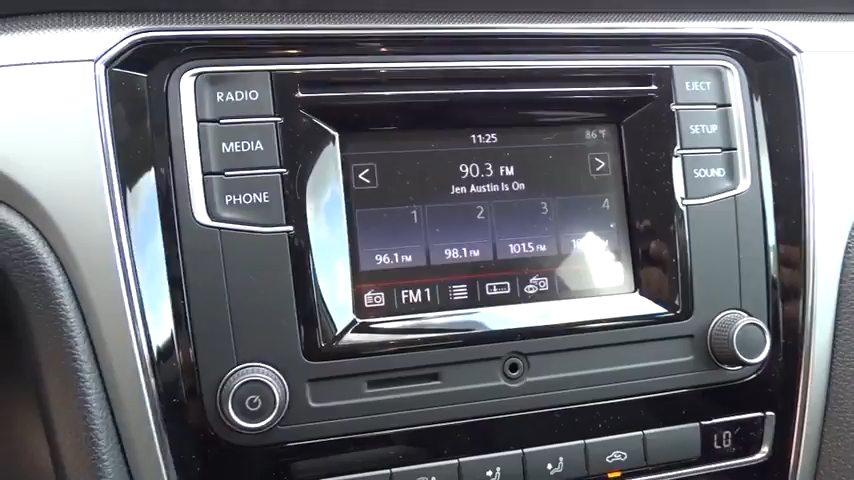 RADIO
MEDIA
PHONE
EJECT
SETUP
SOUND
11:25
86°F
<
>
90.3 FM
Jen Austin Is On
1
2
3
4
96.1 FM
98.1 FM
101.5 FM
FM1
LO